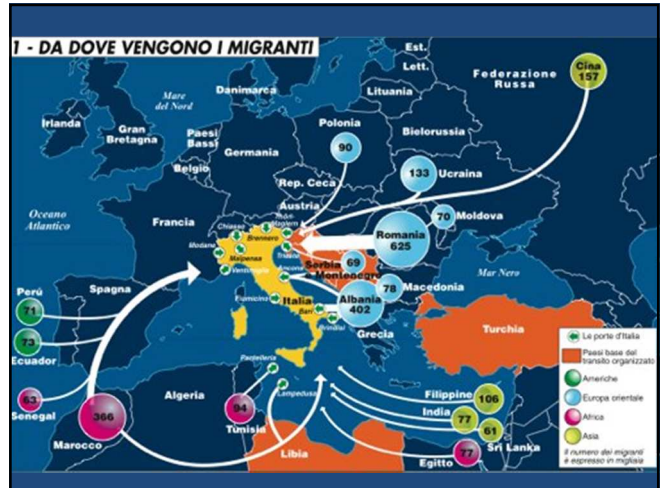 1 - DA DOVE VENGONO I MIGRANTI
Est.
Lett.
Federazione
Russa
Cina
157
Mare
del Nord
Danimarca
Lituania
Irlanda
Gran
Bretagna
Paesi
Bassi
Polonia
90
Bielorussia
Germania
Belgio
Rep. Ceca
133
Ucraina
Austria
70
Moldova
Oceano
Atlantico
Francia
Chiasso
Brennero
Modane
Malpensa
Trieste
Romania
625
Ventimiglia
Ancona
Serbia
69
Montenegro
Mar Nero
Perú
71
Spagna
Fiumicino
Italia
Bari
Brindisi
Albania
402
78
Macedonia
73
Ecuador
Grecia
Turchia
63
Senegal
366
Marocco
Algeria
Pantelleria
Lampedusa
94
Tunisia
Libia
Filippine
106
India
77
61
Sri Lanka
Egitto
77
Le porte d'Italia
Paesi base del
transito organizzato
Americhe
Europa orientale
Africa
Asia
Il numero dei migranti
è espresso in migliaia